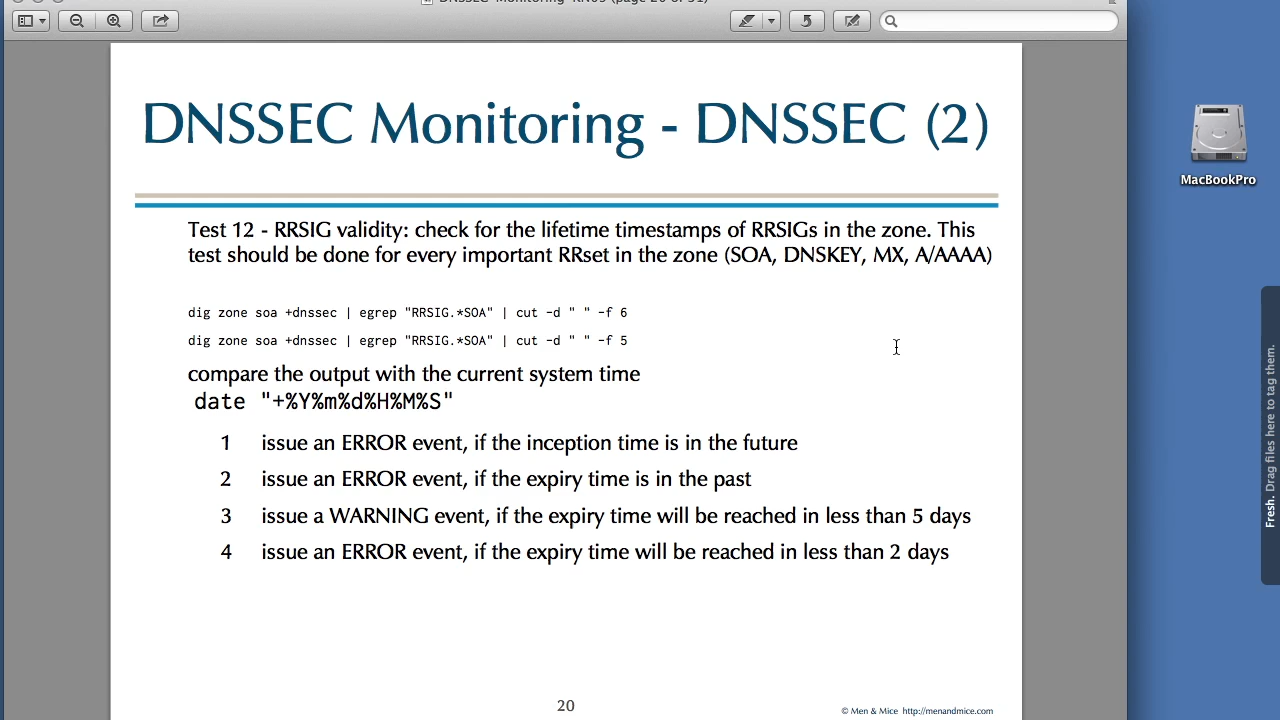 DNSSEC Monitoring - DNSSEC (2)
Test 12 - RRSIG validity: check for the lifetime timestamps of RRSIGs in the zone. This
test should be done for every important RRset in the zone (SOA, DNSKEY, MX, A/AAAA)
dig zone soa +dnssec | egrep "RRSIG.*SOA" | cut -d " " -f 6
dig zone soa +dnssec | egrep "RRSIG.*SOA" | cut -d " " -f 5
compare the output with the current system time
date "+%Y%m%d%H%M%S"
1 issue an ERROR event, if the inception time is in the future
2 issue an ERROR event, if the expiry time is in the past
3 issue a WARNING event, if the expiry time will be reached in less than 5 days
4 issue an ERROR event, if the expiry time will be reached in less than 2 days
20
© Men & Mice http://menandmice.com
MacBookPro
Fresh. Drag files here to tag them.